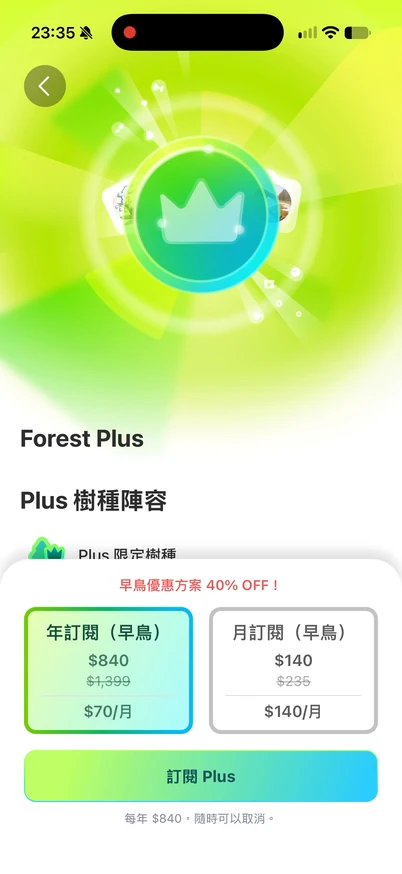 23:35
Forest Plus
Plus 樹種陣容
Plus 限定樹種
早鳥優惠方案 40% OFF！
年訂閱（早鳥）
$840
$1,399
$70/月
月訂閱（早鳥）
$140
$235
$140/月
訂閱 Plus
每年 $840，隨時可以取消。